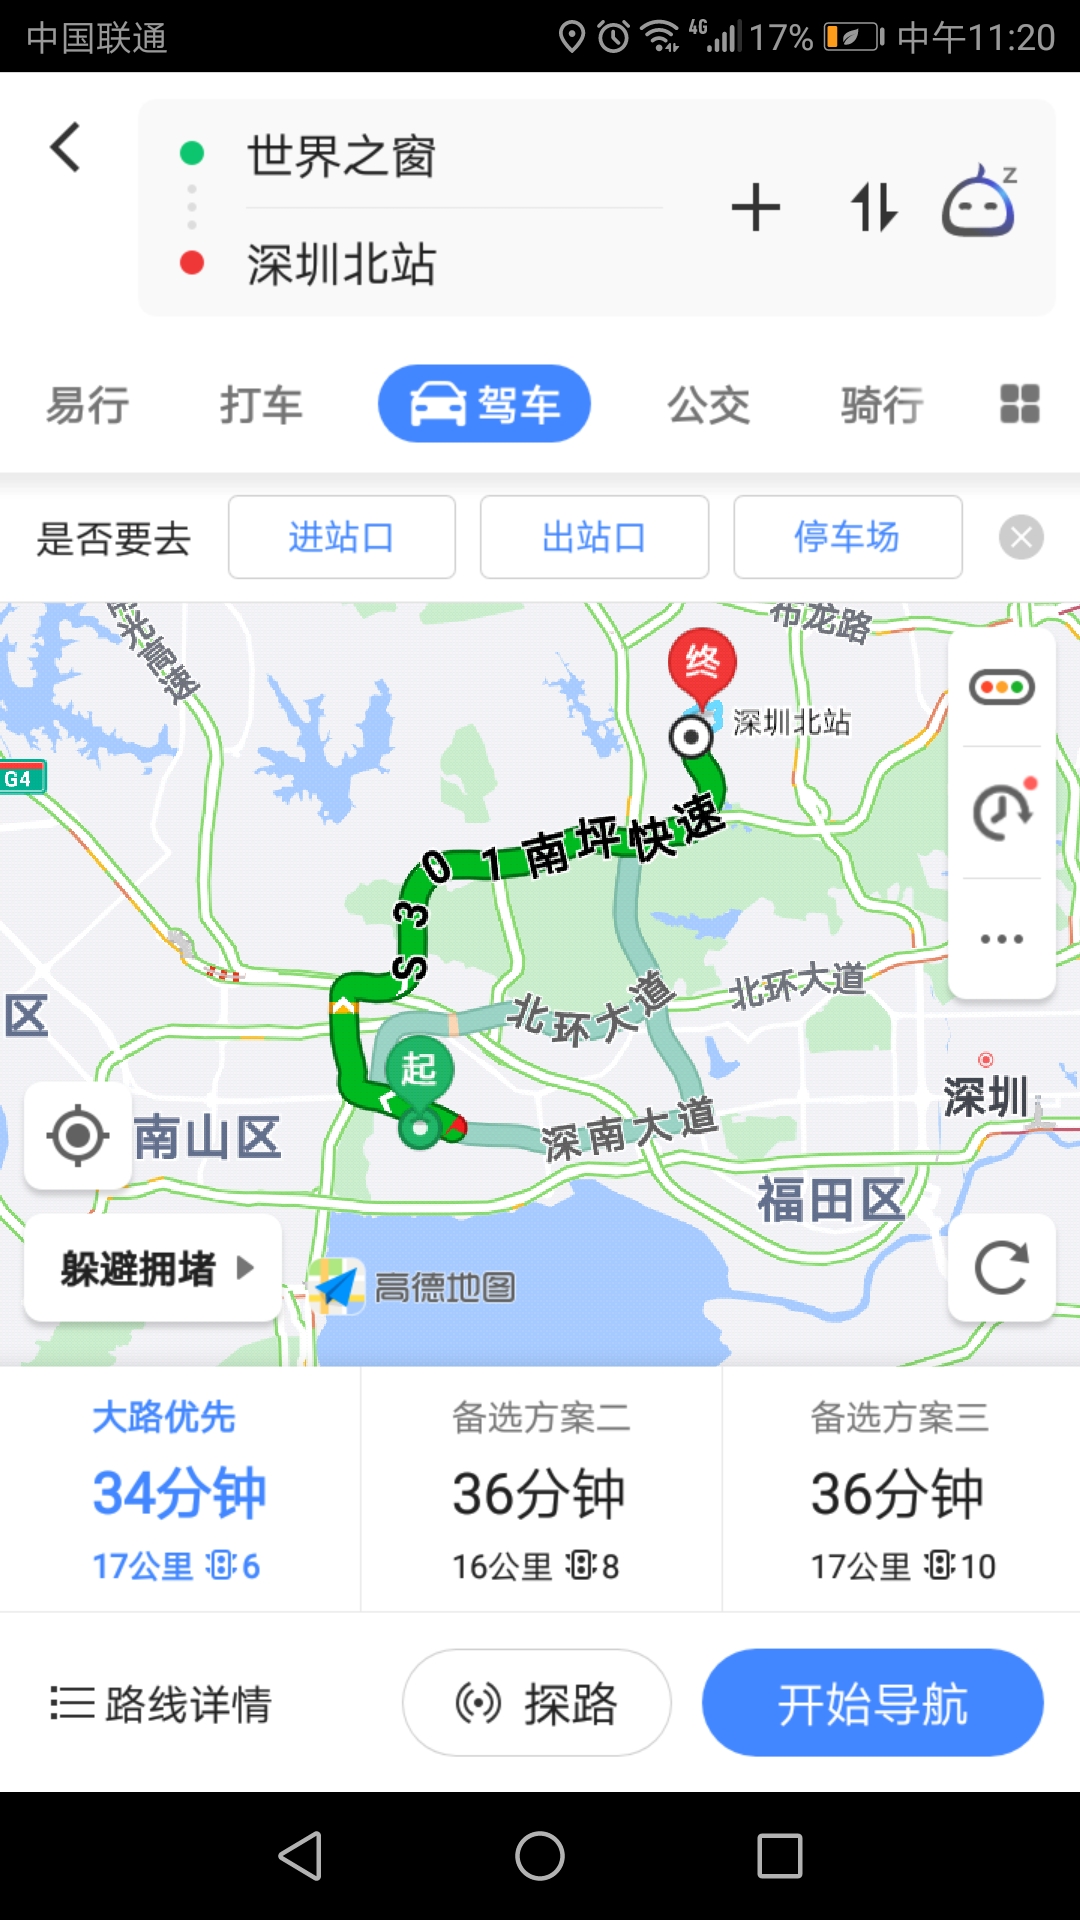 中国联通
4G 17% 中午11:20
世界之窗
z
深圳北站
易行
打车
驾车
公交
骑行
是否要去
进站口
出站口
停车场
光高速
布龙路
终
深圳北站
G4
S301南坪快速
北环大道
北环大道
区
起
深圳
南山区
深南大道
福田区
躲避拥堵
高德地图
大路优先
34分钟
17公里 6
备选方案二
36分钟
16公里 8
备选方案三
36分钟
17公里 10
路线详情
探路
开始导航